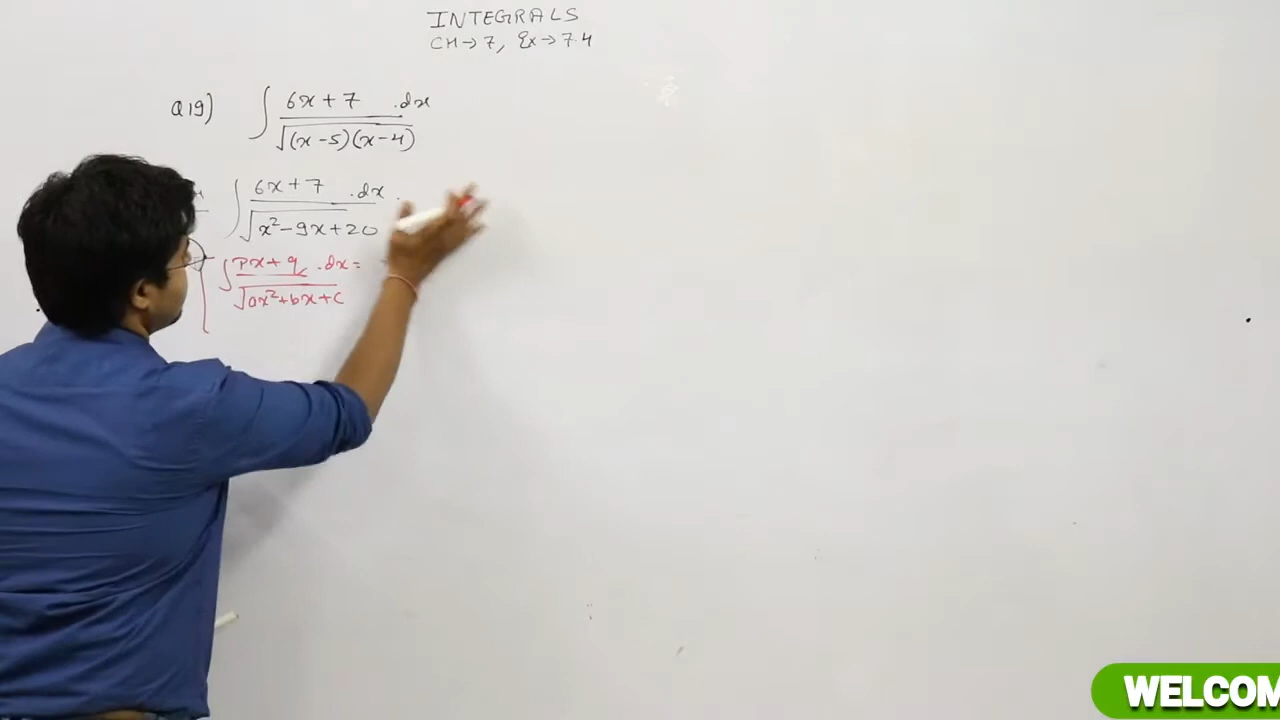 INTEGRALS
CH→7, Ex→7.4
Q19) ∫ 6x+7 .dx
√(x-5)(x-4)
∫ 6x+7 .dx
√x²-9x+20
∫ px+q .dx =
√ax²+bx+c
WELCOM